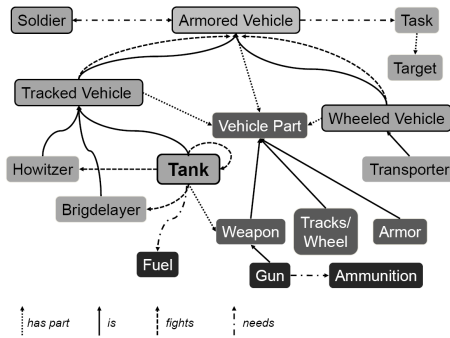 Soldier
Armored Vehicle
Task
Target
Tracked Vehicle
Vehicle Part
Wheeled Vehicle
Howitzer
Tank
Transporter
Brigdelayer
Weapon
Tracks/
Wheel
Armor
Fuel
Gun
Ammunition
has part
is
fights
needs